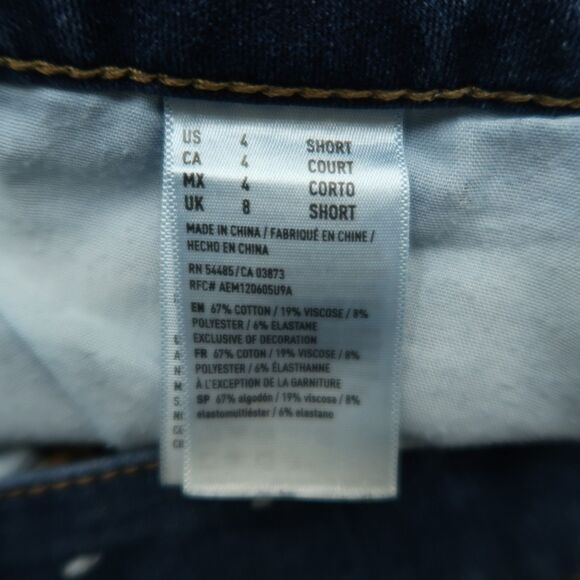 US 4 SHORT
CA 4 COURT
MX 4 CORTO
UK 8 SHORT
MADE IN CHINA / FABRIQUÉ EN CHINE /
HECHO EN CHINA
RN 54485 / CA 03873
RFC# AEM120605U9A
EN 67% COTTON / 19% VISCOSE / 8%
POLYESTER / 6% ELASTANE
EXCLUSIVE OF DECORATION
FR 67% COTON / 19% VISCOSE / 8%
POLYESTER / 6% ÉLASTHANNE
À L'EXCEPTION DE LA GARNITURE
SP 67% algodón / 19% viscosa / 8%
elastomultiéster / 6% elastano